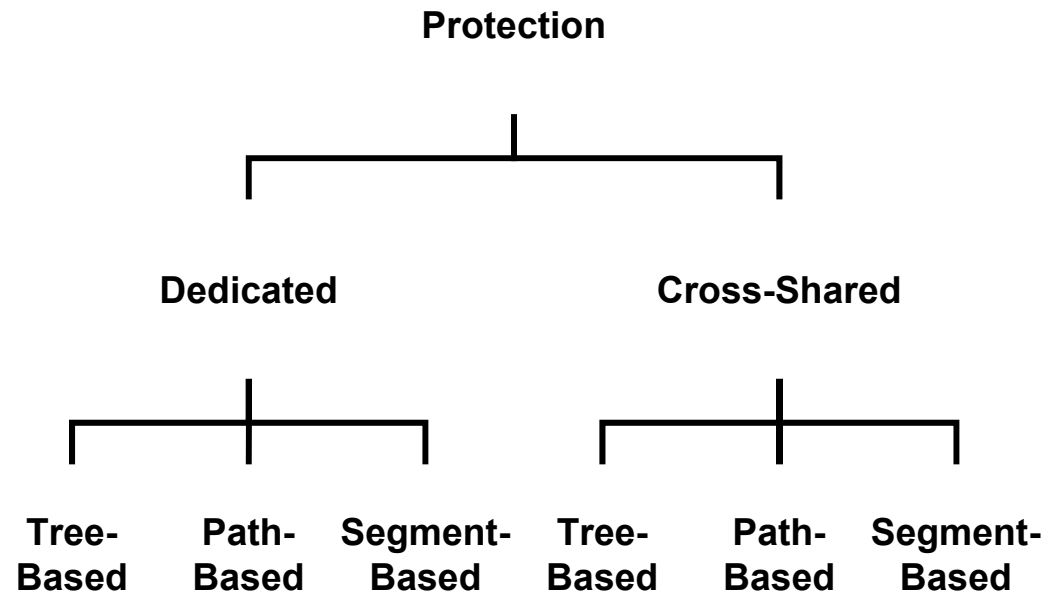 Protection
Dedicated
Cross-Shared
Tree-
Based
Path-
Based
Segment-
Based
Tree-
Based
Path-
Based
Segment-
Based